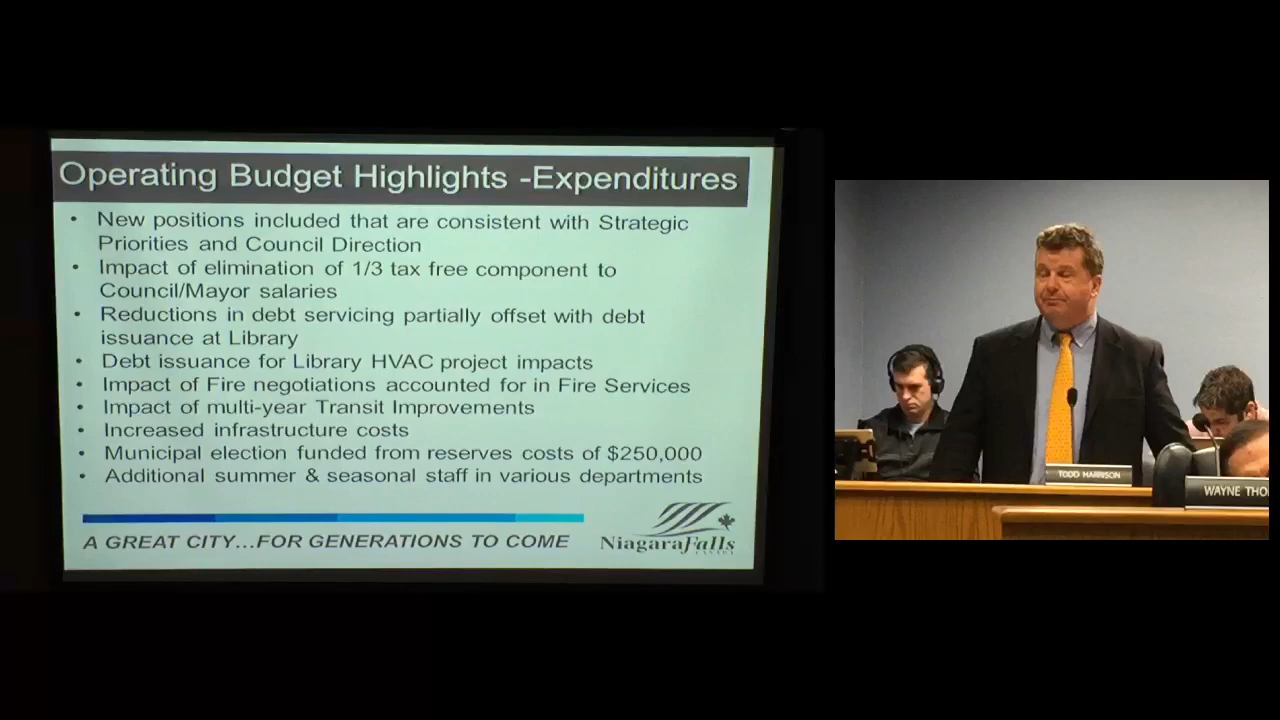 Operating Budget Highlights -Expenditures
• New positions included that are consistent with Strategic
Priorities and Council Direction
• Impact of elimination of 1/3 tax free component to
Council/Mayor salaries
• Reductions in debt servicing partially offset with debt
issuance at Library
• Debt issuance for Library HVAC project impacts
• Impact of Fire negotiations accounted for in Fire Services
• Impact of multi-year Transit Improvements
• Increased infrastructure costs
• Municipal election funded from reserves costs of $250,000
• Additional summer & seasonal staff in various departments
A GREAT CITY...FOR GENERATIONS TO COME
NiagaraFalls
CANADA
TODD HARRISON
WAYNE THO